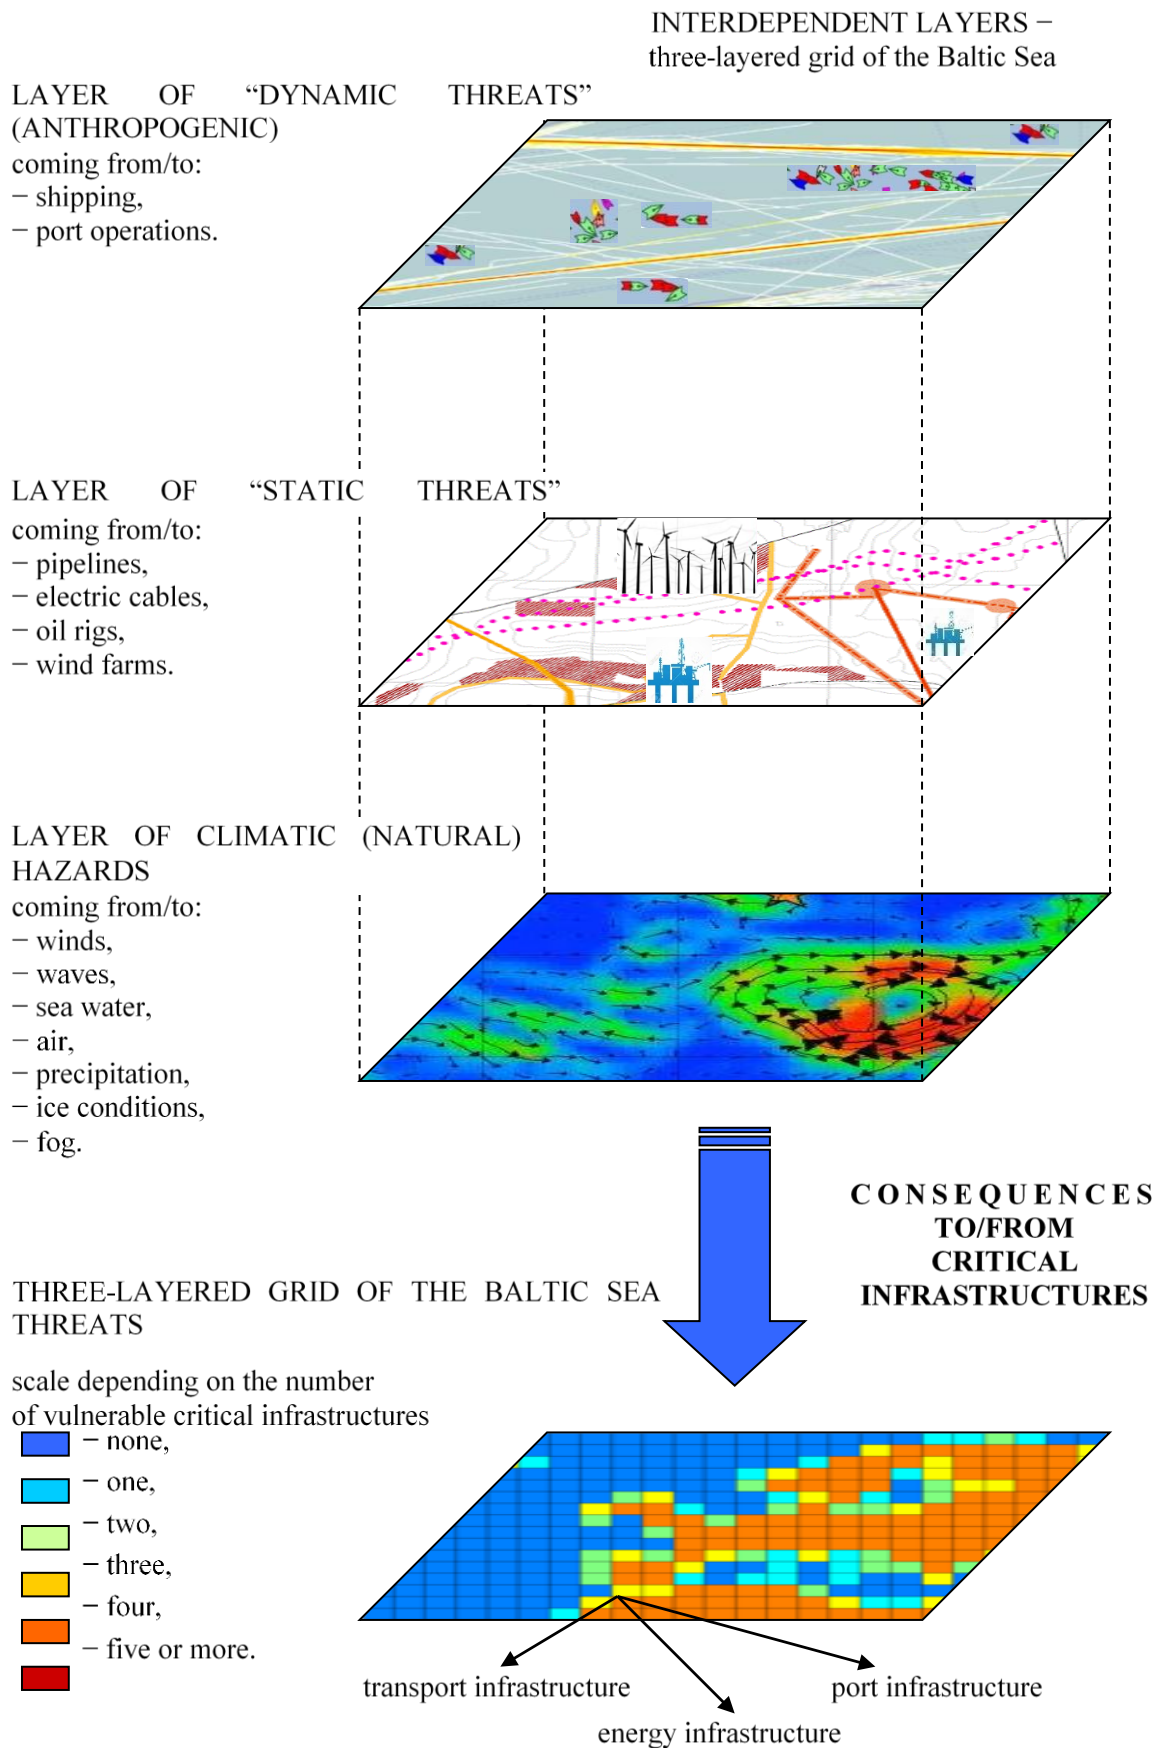 INTERDEPENDENT LAYERS –
three-layered grid of the Baltic Sea
LAYER OF “DYNAMIC THREATS”
(ANTHROPOGENIC)
coming from/to:
– shipping,
– port operations.
LAYER OF “STATIC THREATS”
coming from/to:
– pipelines,
– electric cables,
– oil rigs,
– wind farms.
LAYER OF CLIMATIC (NATURAL)
HAZARDS
coming from/to:
– winds,
– waves,
– sea water,
– air,
– precipitation,
– ice conditions,
– fog.
CONSEQUENCES
TO/FROM
CRITICAL
INFRASTRUCTURES
THREE-LAYERED GRID OF THE BALTIC SEA
THREATS
scale depending on the number
of vulnerable critical infrastructures
– none,
– one,
– two,
– three,
– four,
– five or more.
transport infrastructure
port infrastructure
energy infrastructure